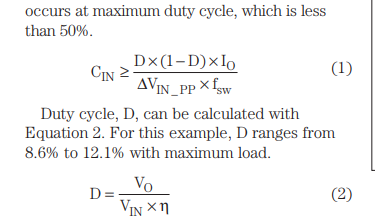 occurs at maximum duty cycle, which is less
than 50%.
C_IN ≥ D×(1−D)×I_O / ΔV_IN_PP × f_sw (1)
Duty cycle, D, can be calculated with
Equation 2. For this example, D ranges from
8.6% to 12.1% with maximum load.
D = V_O / V_IN × η (2)